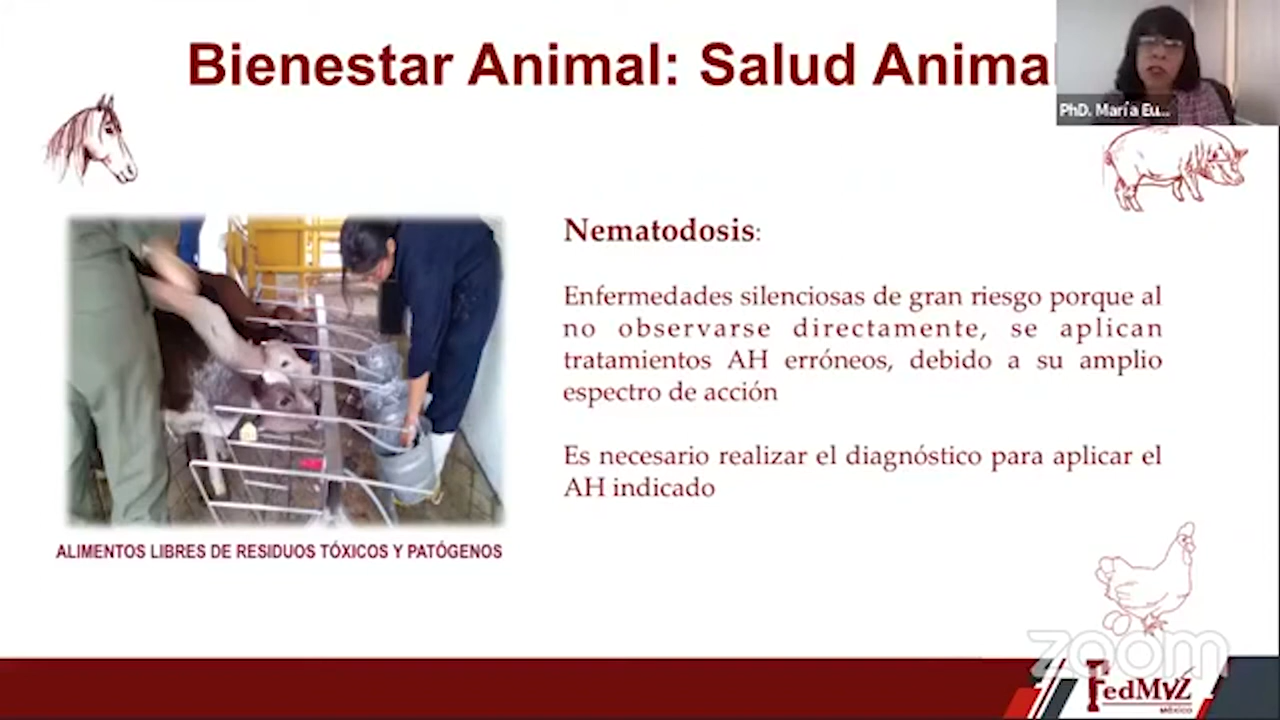 Bienestar Animal: Salud Animal
PhD. María Eu...
Nematodosis:
Enfermedades silenciosas de gran riesgo porque al
no observarse directamente, se aplican
tratamientos AH erróneos, debido a su amplio
espectro de acción
Es necesario realizar el diagnóstico para aplicar el
AH indicado
ALIMENTOS LIBRES DE RESIDUOS TÓXICOS Y PATÓGENOS
zoom
FedMVZ
MÉXICO